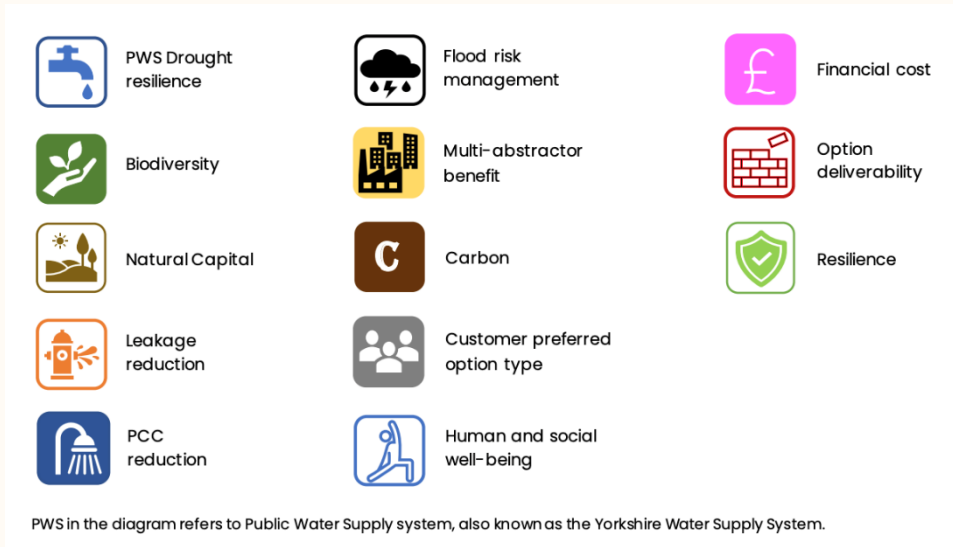 PWS Drought
resilience
Biodiversity
Natural Capital
Leakage
reduction
PCC
reduction
Flood risk
management
Multi-abstractor
benefit
C
Carbon
Customer preferred
option type
Human and social
well-being
£
Financial cost
Option
deliverability
Resilience
PWS in the diagram refers to Public Water Supply system, also known as the Yorkshire Water Supply System.